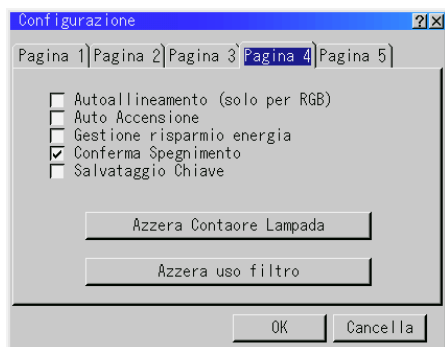 Configurazione ? ×
Pagina 1 Pagina 2 Pagina 3 Pagina 4 Pagina 5
Autoallineamento (solo per RGB)
Auto Accensione
Gestione risparmio energia
Conferma Spegnimento
Salvataggio Chiave
Azzera Contaore Lampada
Azzera uso filtro
OK Cancella